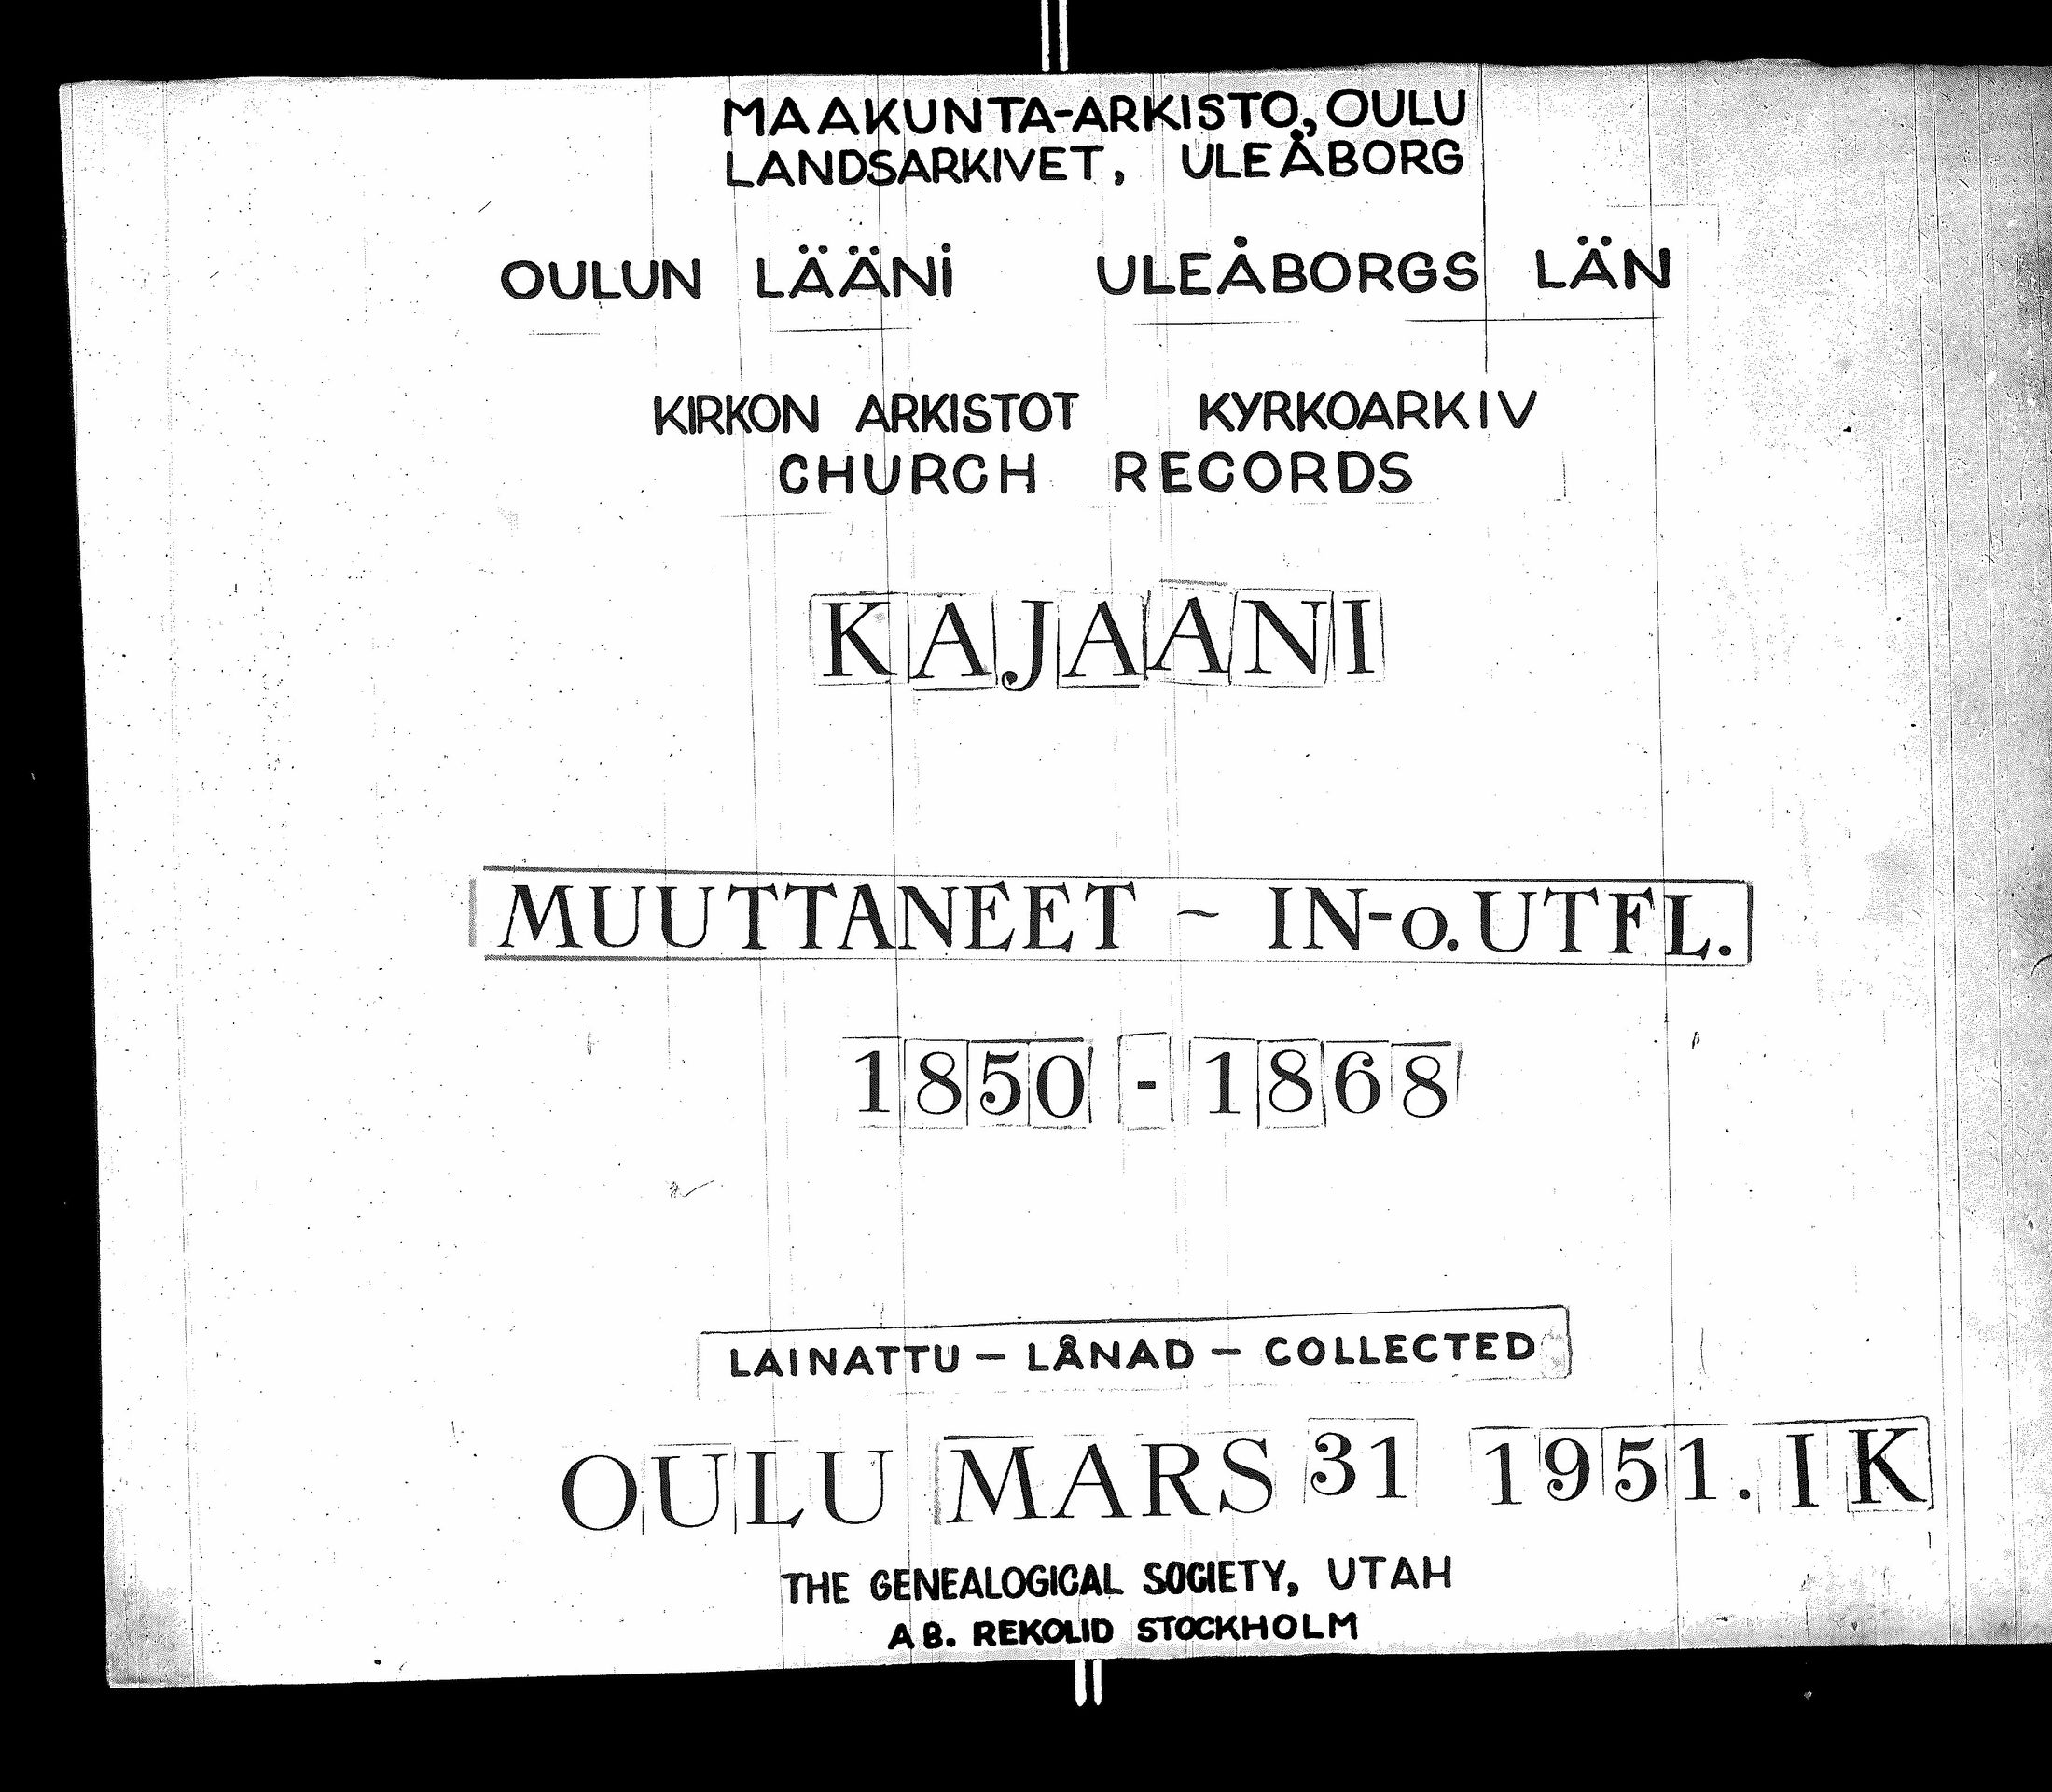 MAAKUNTA-ARKISTO, OULU
LANDSARKIVET, ULEÅBORG
OULUN LÄÄNI ULEÅBORGS LÄN
KIRKON ARKISTOT KYRKOARKIV
CHURCH RECORDS
KAJAANI
MUUTTANEET ~ IN-o.UTFL.
1850 - 1868
LAINATTU — LÅNAD — COLLECTED
OULU MARS 31 1951. IK
THE GENEALOGICAL SOCIETY, UTAH
AB. REKOLID STOCKHOLM